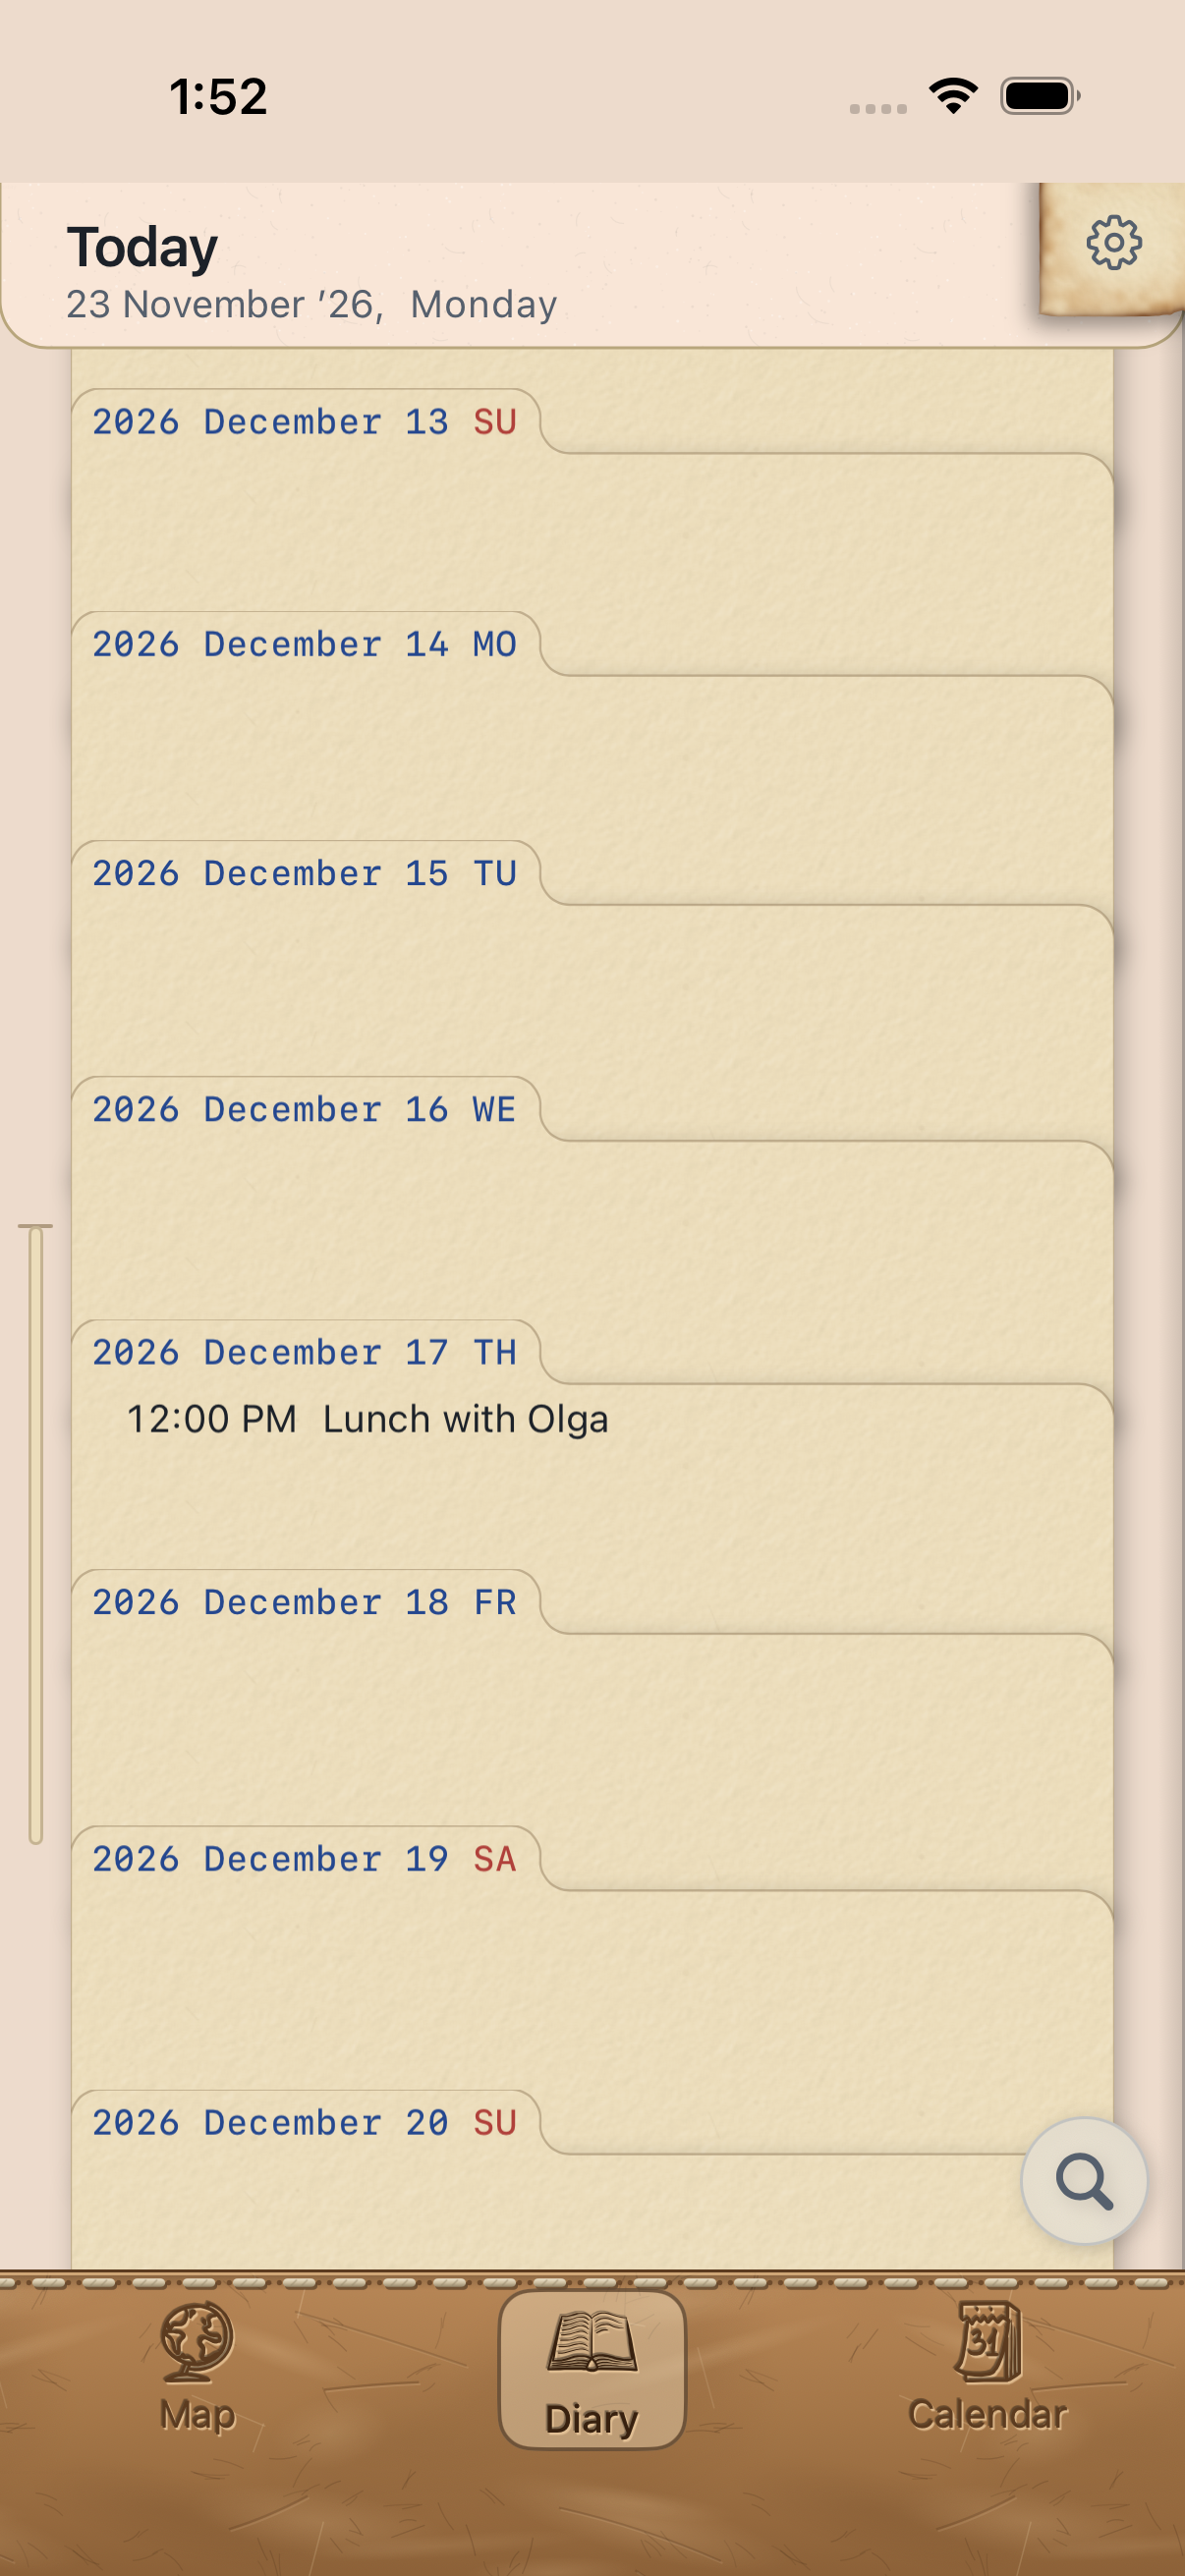 1:52
Today
23 November ’26, Monday
2026 December 13 SU
2026 December 14 MO
2026 December 15 TU
2026 December 16 WE
2026 December 17 TH
12:00 PM Lunch with Olga
2026 December 18 FR
2026 December 19 SA
2026 December 20 SU
31
Map
Diary
Calendar